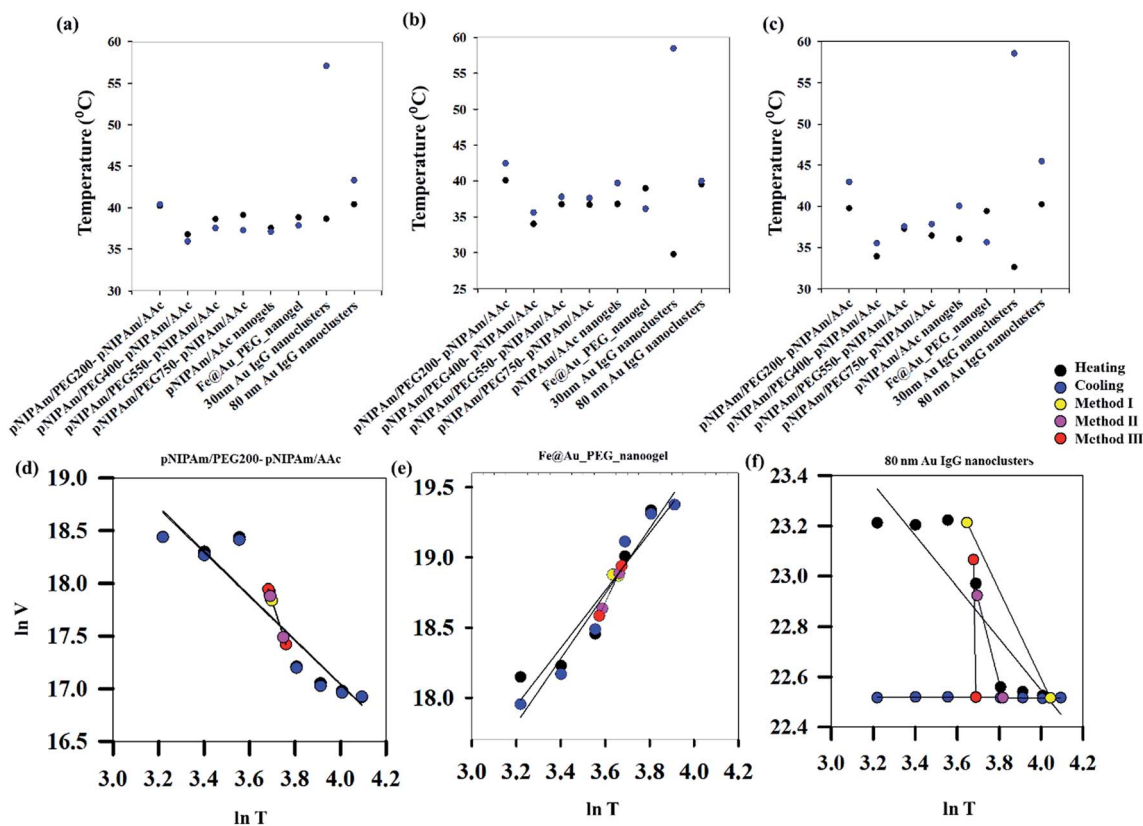 (a)
Temperature (⁰C)
60
55
50
45
40
35
30
pNIPAm/PEG200- pNIPAm/AAc
pNIPAm/PEG400- pNIPAm/AAc
pNIPAm/PEG550- pNIPAm/AAc
pNIPAm/PEG750- pNIPAm/AAc
pNIPAm/AAc nanogels
Fe@Au_PEG_nanogel
30nm Au IgG nanoclusters
80 nm Au IgG nanoclusters
(b)
Temperature (⁰C)
60
55
50
45
40
35
30
25
pNIPAm/PEG200- pNIPAm/AAc
pNIPAm/PEG400- pNIPAm/AAc
pNIPAm/PEG550- pNIPAm/AAc
pNIPAm/PEG750- pNIPAm/AAc
pNIPAm/AAc nanogels
Fe@Au_PEG_nanogel
30nm Au IgG nanoclusters
80 nm Au IgG nanoclusters
(c)
Temperature (⁰C)
60
55
50
45
40
35
30
pNIPAm/PEG200- pNIPAm/AAc
pNIPAm/PEG400- pNIPAm/AAc
pNIPAm/PEG550- pNIPAm/AAc
pNIPAm/PEG750- pNIPAm/AAc
pNIPAm/AAc nanogels
Fe@Au_PEG_nanogel
30nm Au IgG nanoclusters
80 nm Au IgG nanoclusters
Heating
Cooling
Method I
Method II
Method III
(d)
pNIPAm/PEG200- pNIPAm/AAc
ln V
19.0
18.5
18.0
17.5
17.0
16.5
3.0 3.2 3.4 3.6 3.8 4.0 4.2
ln T
(e)
Fe@Au_PEG_nanoogel
19.5
19.0
18.5
18.0
3.0 3.2 3.4 3.6 3.8 4.0 4.2
ln T
(f)
80 nm Au IgG nanoclusters
23.4
23.2
23.0
22.8
22.6
22.4
3.0 3.2 3.4 3.6 3.8 4.0 4.2
ln T